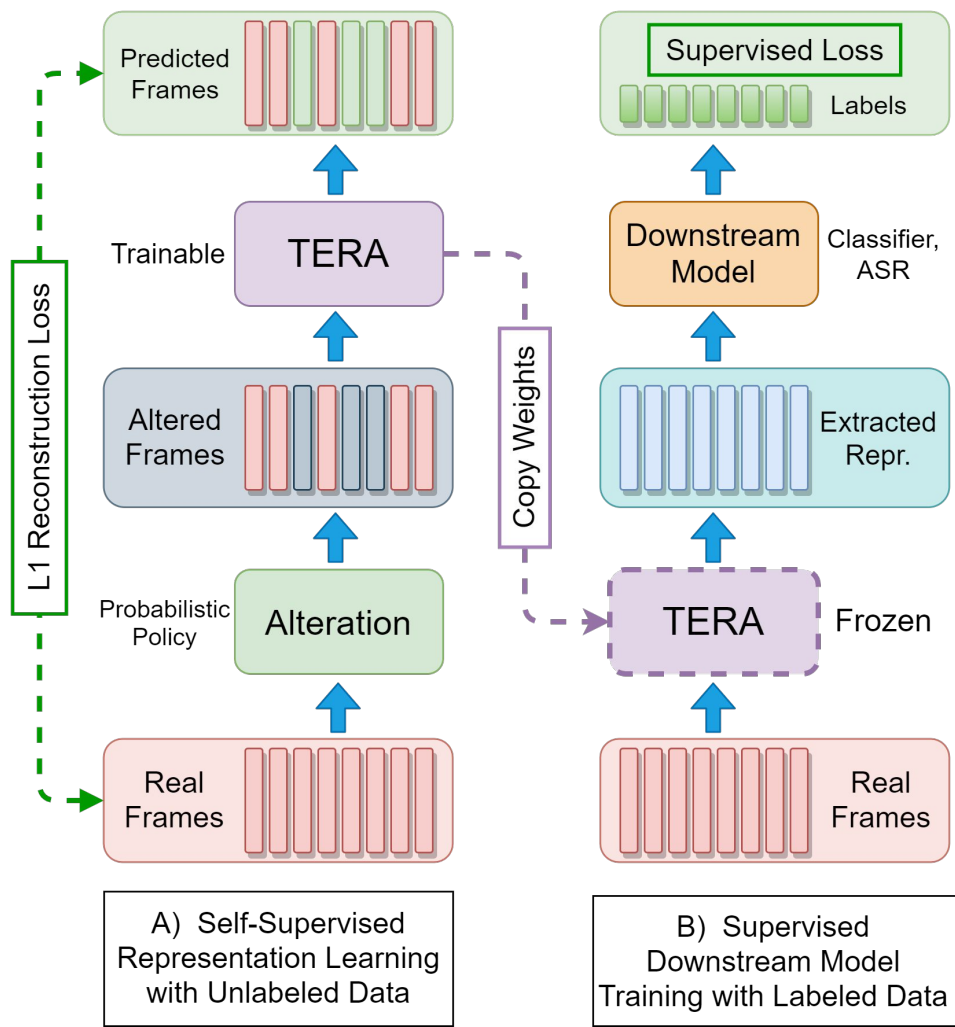 Predicted
Frames
Trainable
TERA
L1 Reconstruction Loss
Altered
Frames
Probabilistic
Policy
Alteration
Real
Frames
A) Self-Supervised
Representation Learning
with Unlabeled Data
Copy Weights
Supervised Loss
Labels
Downstream
Model
Classifier,
ASR
Extracted
Repr.
TERA
Frozen
Real
Frames
B) Supervised
Downstream Model
Training with Labeled Data